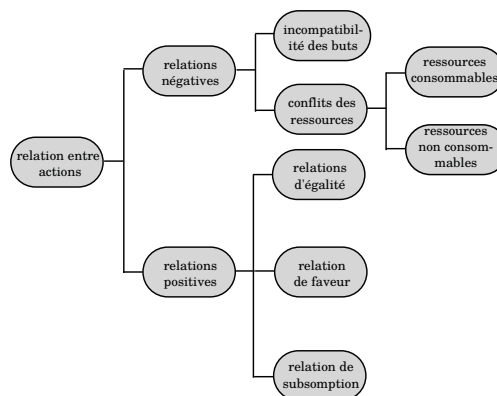 incompatibil-
ité des buts
relations
négatives
ressources
consommables
conflits des
ressources
ressources
non consom-
mables
relation entre
actions
relations
d'égalité
relations
positives
relation
de faveur
relation de
subsomption